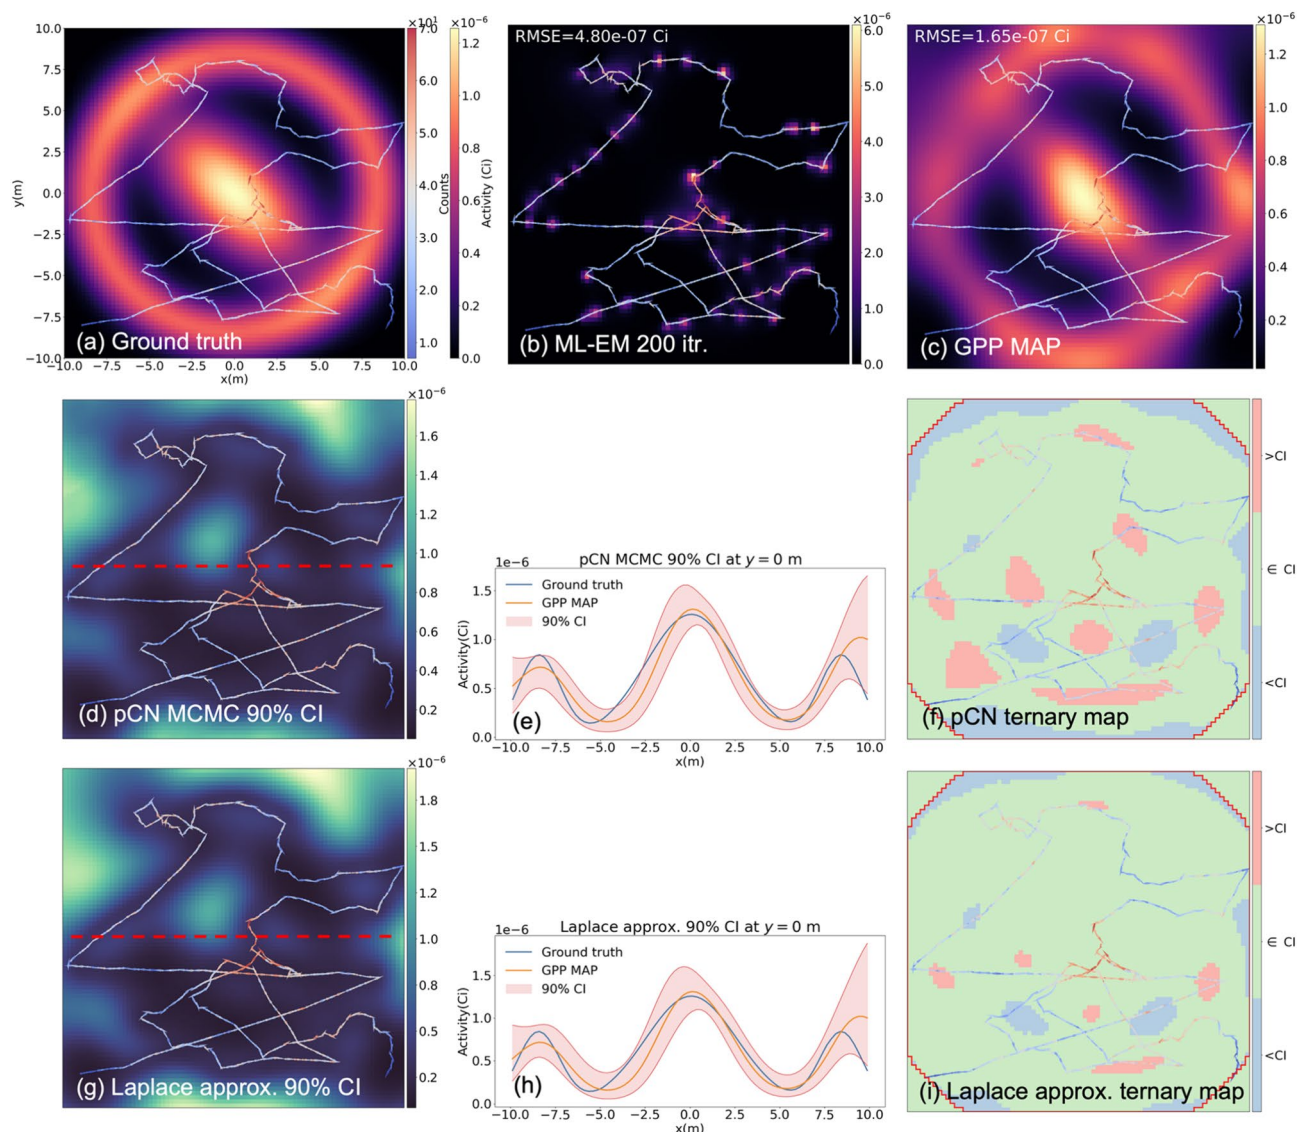 ×10¹
×10⁻⁶
10.0
7.5
5.0
2.5
0.0
−2.5
−5.0
−7.5
−10.0
y(m)
−10.0 −7.5 −5.0 −2.5 0.0 2.5 5.0 7.5 10.0
x(m)
(a) Ground truth
7.0
6.0
5.0
4.0
3.0
2.0
1.0
Counts
1.2
1.0
0.8
0.6
0.4
0.2
0.0
Activity (Ci)
×10⁻⁶
RMSE=4.80e-07 Ci
(b) ML-EM 200 itr.
6.0
5.0
4.0
3.0
2.0
1.0
0.0
×10⁻⁶
RMSE=1.65e-07 Ci
(c) GPP MAP
1.2
1.0
0.8
0.6
0.4
0.2
×10⁻⁶
(d) pCN MCMC 90% CI
1.6
1.4
1.2
1.0
0.8
0.6
0.4
0.2
1e−6
pCN MCMC 90% CI at y = 0 m
Ground truth
GPP MAP
90% CI
1.5
1.0
0.5
0.0
Activity(Ci)
(e)
−10.0 −7.5 −5.0 −2.5 0.0 2.5 5.0 7.5 10.0
x(m)
(f) pCN ternary map
>CI
∈ CI
<CI
×10⁻⁶
(g) Laplace approx. 90% CI
1.8
1.6
1.4
1.2
1.0
0.8
0.6
0.4
0.2
1e−6
Laplace approx. 90% CI at y = 0 m
Ground truth
GPP MAP
90% CI
1.5
1.0
0.5
0.0
Activity(Ci)
(h)
−10.0 −7.5 −5.0 −2.5 0.0 2.5 5.0 7.5 10.0
x(m)
(i) Laplace approx. ternary map
>CI
∈ CI
<CI